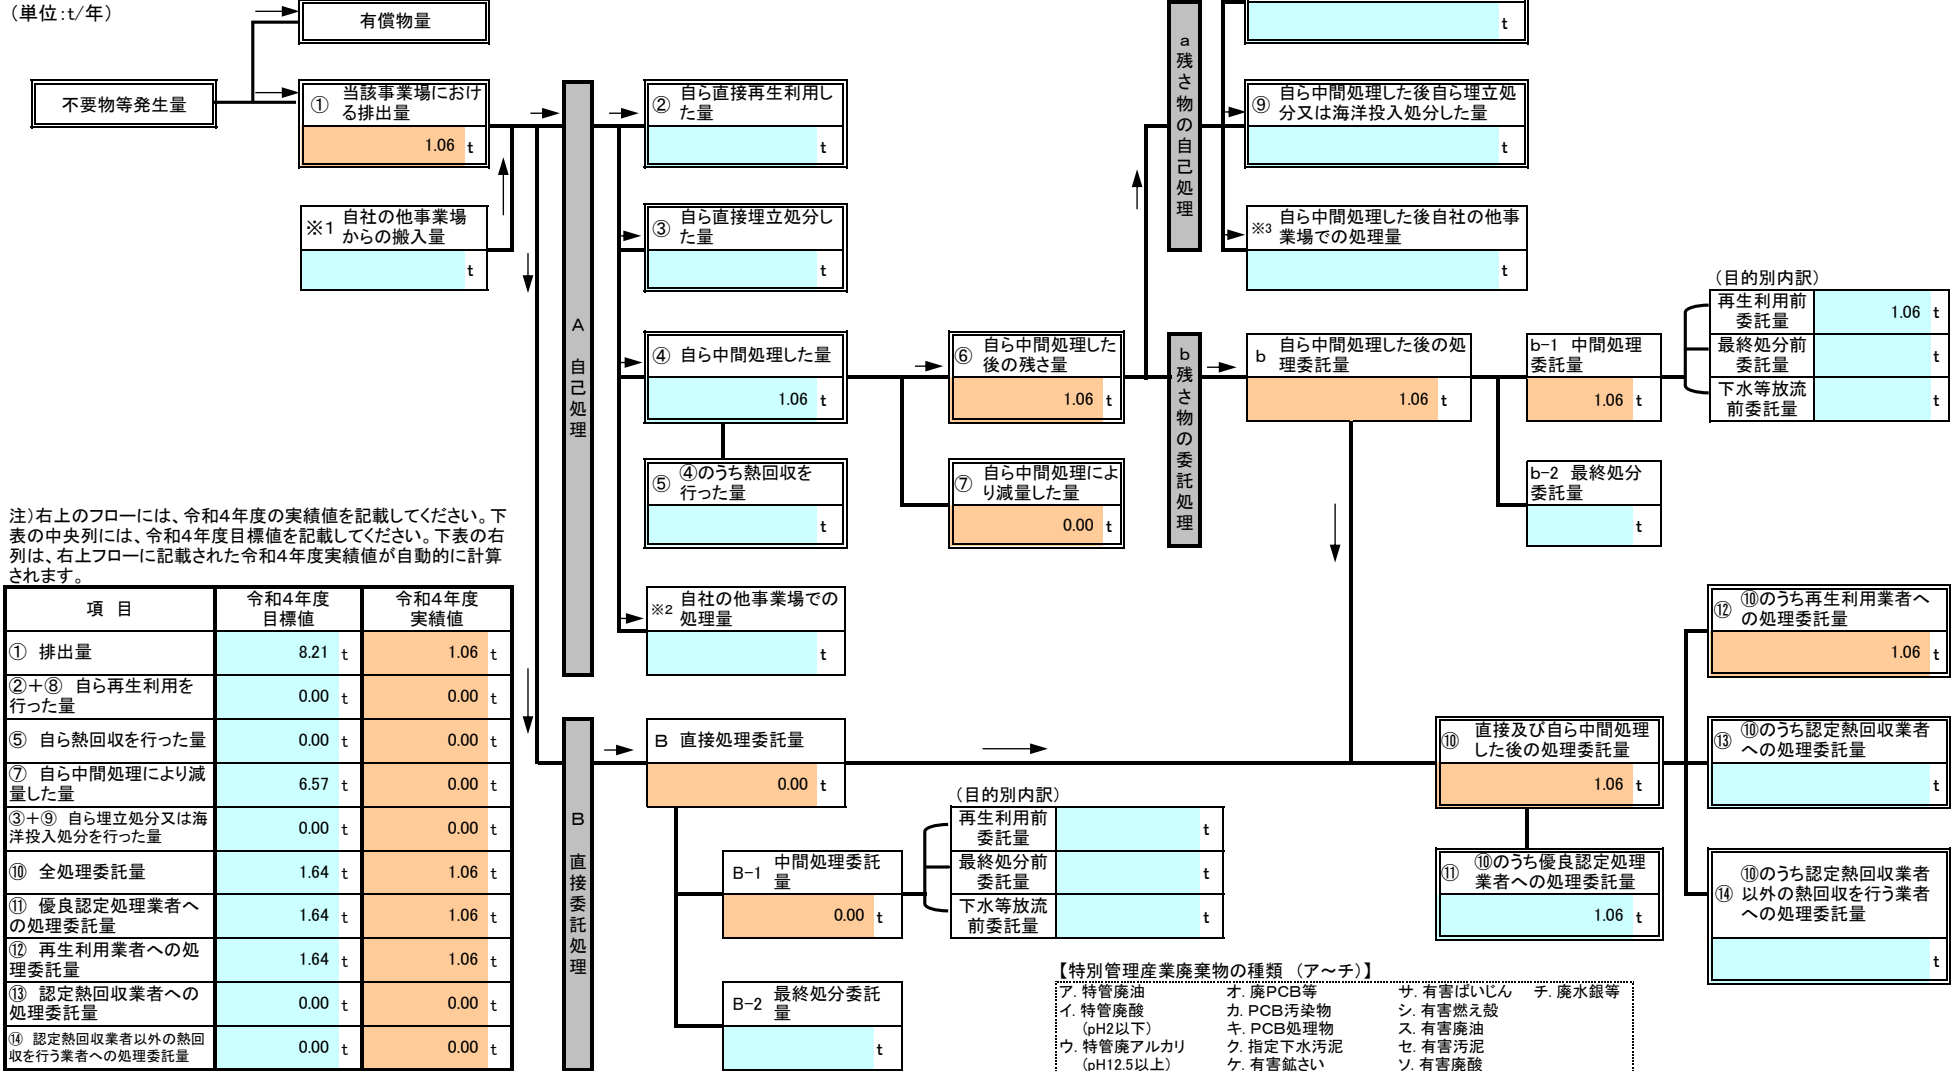 (単位:t/年)
有償物量
t
不要物等発生量
① 当該事業場におけ
る排出量
1.06 t
② 自ら直接再生利用し
た量
t
a
残さ物の自己処理
⑨ 自ら中間処理した後自ら埋立処
分又は海洋投入処分した量
t
※1 自社の他事業場
からの搬入量
t
③ 自ら直接埋立処分し
た量
t
※3 自ら中間処理した後自社の他事
業場での処理量
t
A
自己処理
④ 自ら中間処理した量
1.06 t
⑥ 自ら中間処理した
後の残さ量
1.06 t
b
残さ物の委託処理
b 自ら中間処理した後の処
理委託量
1.06 t
b-1 中間処理
委託量
1.06 t
(目的別内訳)
再生利用前
委託量
1.06 t
最終処分前
委託量
t
下水等放流
前委託量
t
⑤ ④のうち熱回収を
行った量
t
⑦ 自ら中間処理によ
り減量した量
0.00 t
b-2 最終処分
委託量
t
※2 自社の他事業場での
処理量
t
注)右上のフローには、令和4年度の実績値を記載してください。下
表の中央列には、令和4年度目標値を記載してください。下表の右
列は、右上フローに記載された令和4年度実績値が自動的に計算
されます。
項 目
令和4年度
目標値
令和4年度
実績値
① 排出量
8.21 t 1.06 t
②+⑧ 自ら再生利用を
行った量
0.00 t 0.00 t
⑤ 自ら熱回収を行った量
0.00 t 0.00 t
⑦ 自ら中間処理により減
量した量
6.57 t 0.00 t
③+⑨ 自ら埋立処分又は海
洋投入処分を行った量
0.00 t 0.00 t
⑩ 全処理委託量
1.64 t 1.06 t
⑪ 優良認定処理業者へ
の処理委託量
1.64 t 1.06 t
⑫ 再生利用業者への処
理委託量
1.64 t 1.06 t
⑬ 認定熱回収業者への
処理委託量
0.00 t 0.00 t
⑭ 認定熱回収業者以外の熱回
収を行う業者への処理委託量
0.00 t 0.00 t
B
直接委託処理
B 直接処理委託量
0.00 t
B-1 中間処理委託
量
0.00 t
(目的別内訳)
再生利用前
委託量
t
最終処分前
委託量
t
下水等放流
前委託量
t
B-2 最終処分委託
量
t
⑩ 直接及び自ら中間処理
した後の処理委託量
1.06 t
⑪ ⑩のうち優良認定処理
業者への処理委託量
1.06 t
⑫ ⑩のうち再生利用業者へ
の処理委託量
1.06 t
⑬ ⑩のうち認定熱回収業者
への処理委託量
t
⑭ ⑩のうち認定熱回収業者
以外の熱回収を行う業者
への処理委託量
t
【特別管理産業廃棄物の種類 (ア～チ)】
ア. 特管廃油 オ. 廃PCB等 サ. 有害ばいじん チ. 廃水銀等
イ. 特管廃酸 カ. PCB汚染物 シ. 有害燃え殻
(pH2以下) キ. PCB処理物 ス. 有害廃油
ウ. 特管廃アルカリ ク. 指定下水汚泥 セ. 有害汚泥
(pH12.5以上) ケ. 有害鉱さい ソ. 有害廃酸